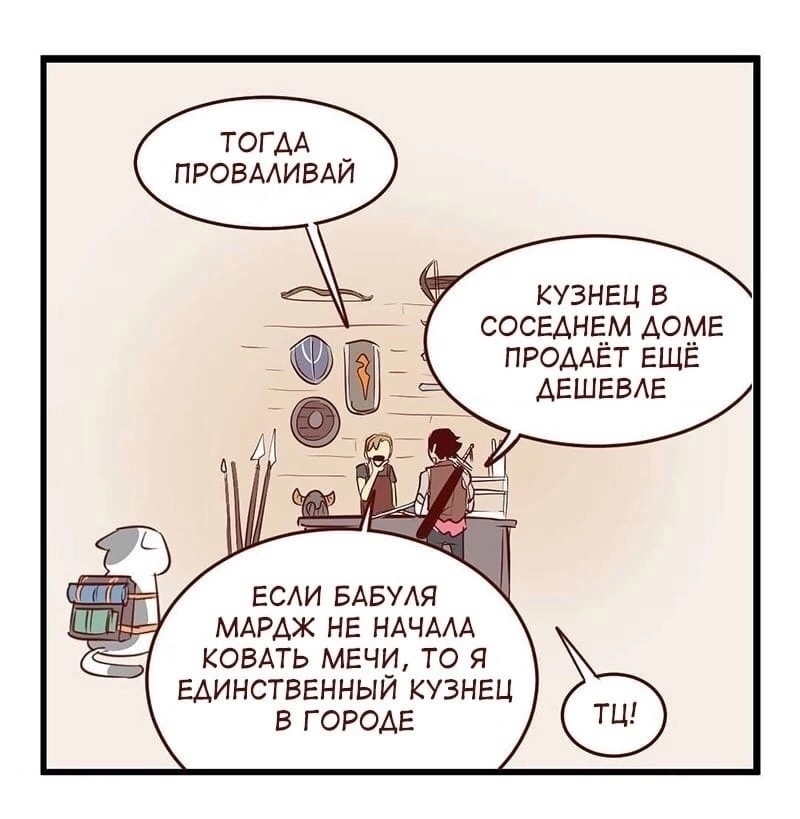 ТОГДА
ПРОВАЛИВАЙ
КУЗНЕЦ В
СОСЕДНЕМ ДОМЕ
ПРОДАЁТ ЕЩЁ
ДЕШЕВЛЕ
ЕСЛИ БАБУЛЯ
МАРДЖ НЕ НАЧАЛА
КОВАТЬ МЕЧИ, ТО Я
ЕДИНСТВЕННЫЙ КУЗНЕЦ
В ГОРОДЕ
ТЦ!